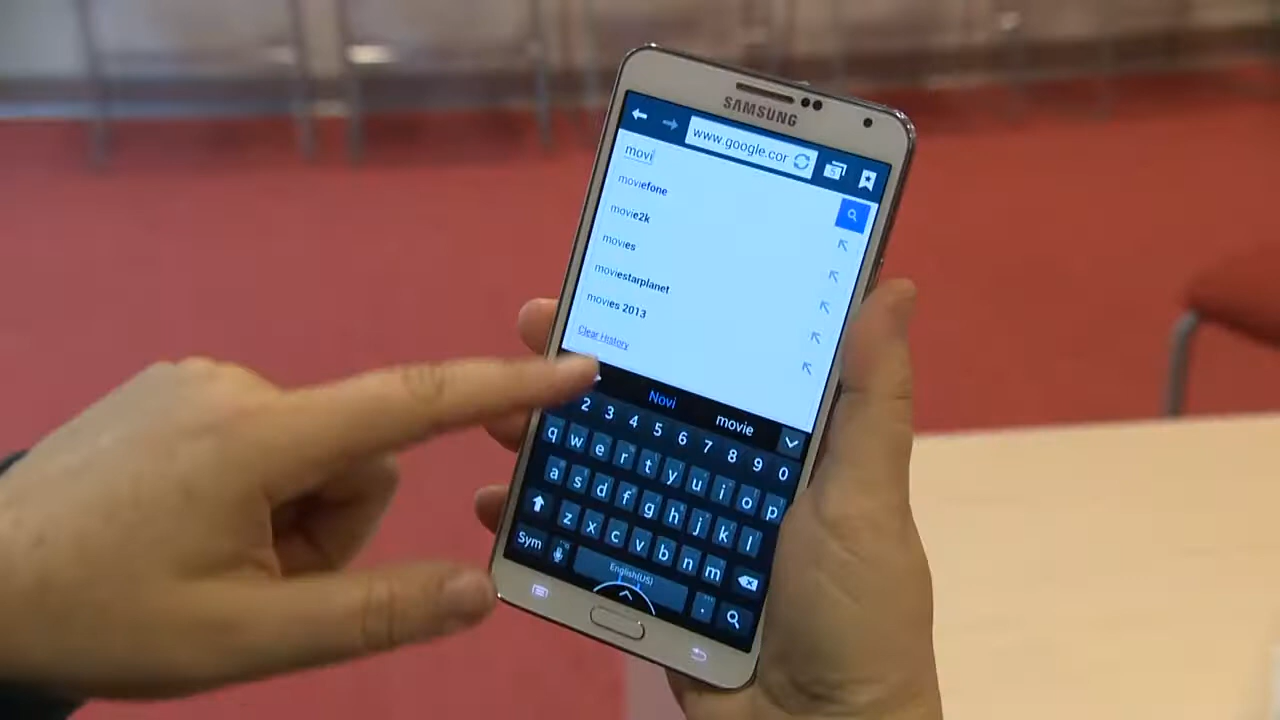 SAMSUNG
www.google.cor
5
movi
moviefone
movie2k
movies
moviestarplanet
movies 2013
Clear History
Novi movie
2 3 4 5 6 7 8 9 0
q w e r t y u i o p
a s d f g h j k l
z x c v b n m
Sym English(US) .